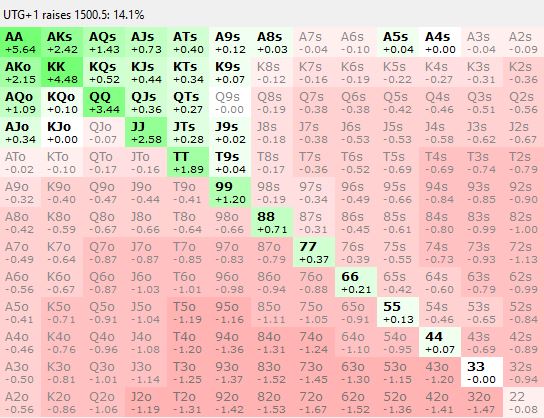 UTG+1 raises 1500.5: 14.1%
AA AKs AQs AJs ATs A9s A8s A7s A6s A5s A4s A3s A2s
+5.64 +2.42 +1.43 +0.73 +0.40 +0.12 +0.03 -0.04 -0.10 +0.04 -0.00 -0.04 -0.09
AKo KK KQs KJs KTs K9s K8s K7s K6s K5s K4s K3s K2s
+2.15 +4.48 +0.52 +0.44 +0.34 +0.07 -0.12 -0.16 -0.19 -0.22 -0.27 -0.31 -0.36
AQo KQo QQ QJs QTs Q9s Q8s Q7s Q6s Q5s Q4s Q3s Q2s
+1.09 +0.10 +3.44 +0.36 +0.27 -0.00 -0.19 -0.38 -0.38 -0.42 -0.46 -0.51 -0.56
AJo KJo QJo JJ JTs J9s J8s J7s J6s J5s J4s J3s J2s
+0.34 +0.00 -0.07 +2.58 +0.28 +0.02 -0.18 -0.38 -0.53 -0.53 -0.58 -0.62 -0.67
ATo KTo QTo JTo TT T9s T8s T7s T6s T5s T4s T3s T2s
-0.02 -0.10 -0.17 -0.16 +1.89 +0.04 -0.17 -0.36 -0.52 -0.69 -0.69 -0.74 -0.79
A9o K9o Q9o J9o T9o 99 98s 97s 96s 95s 94s 93s 92s
-0.32 -0.40 -0.47 -0.44 -0.41 +1.20 -0.19 -0.34 -0.49 -0.66 -0.84 -0.85 -0.90
A8o K8o Q8o J8o T8o 98o 88 87s 86s 85s 84s 83s 82s
-0.42 -0.59 -0.67 -0.66 -0.64 -0.66 +0.71 -0.31 -0.45 -0.61 -0.80 -0.99 -1.00
A7o K7o Q7o J7o T7o 97o 87o 77 76s 75s 74s 73s 72s
-0.49 -0.64 -0.87 -0.87 -0.85 -0.83 -0.79 +0.37 -0.39 -0.55 -0.73 -0.93 -1.13
A6o K6o Q6o J6o T6o 96o 86o 76o 66 65s 64s 63s 62s
-0.56 -0.67 -0.87 -1.03 -1.01 -0.98 -0.94 -0.88 +0.21 -0.42 -0.60 -0.79 -0.99
A5o K5o Q5o J5o T5o 95o 85o 75o 65o 55 54s 53s 52s
-0.41 -0.71 -0.91 -1.04 -1.19 -1.16 -1.11 -1.05 -0.91 +0.13 -0.46 -0.65 -0.84
A4o K4o Q4o J4o T4o 94o 84o 74o 64o 54o 44 43s 42s
-0.46 -0.76 -0.96 -1.08 -1.20 -1.36 -1.31 -1.24 -1.10 -0.95 +0.07 -0.69 -0.89
A3o K3o Q3o J3o T3o 93o 83o 73o 63o 53o 43o 33 32s
-0.50 -0.81 -1.01 -1.14 -1.25 -1.37 -1.52 -1.45 -1.30 -1.15 -1.20 -0.00 -0.94
A2o K2o Q2o J2o T2o 92o 82o 72o 62o 52o 42o 32o 22
-0.56 -0.86 -1.06 -1.19 -1.31 -1.42 -1.53 -1.67 -1.52 -1.36 -1.41 -1.47 -0.08